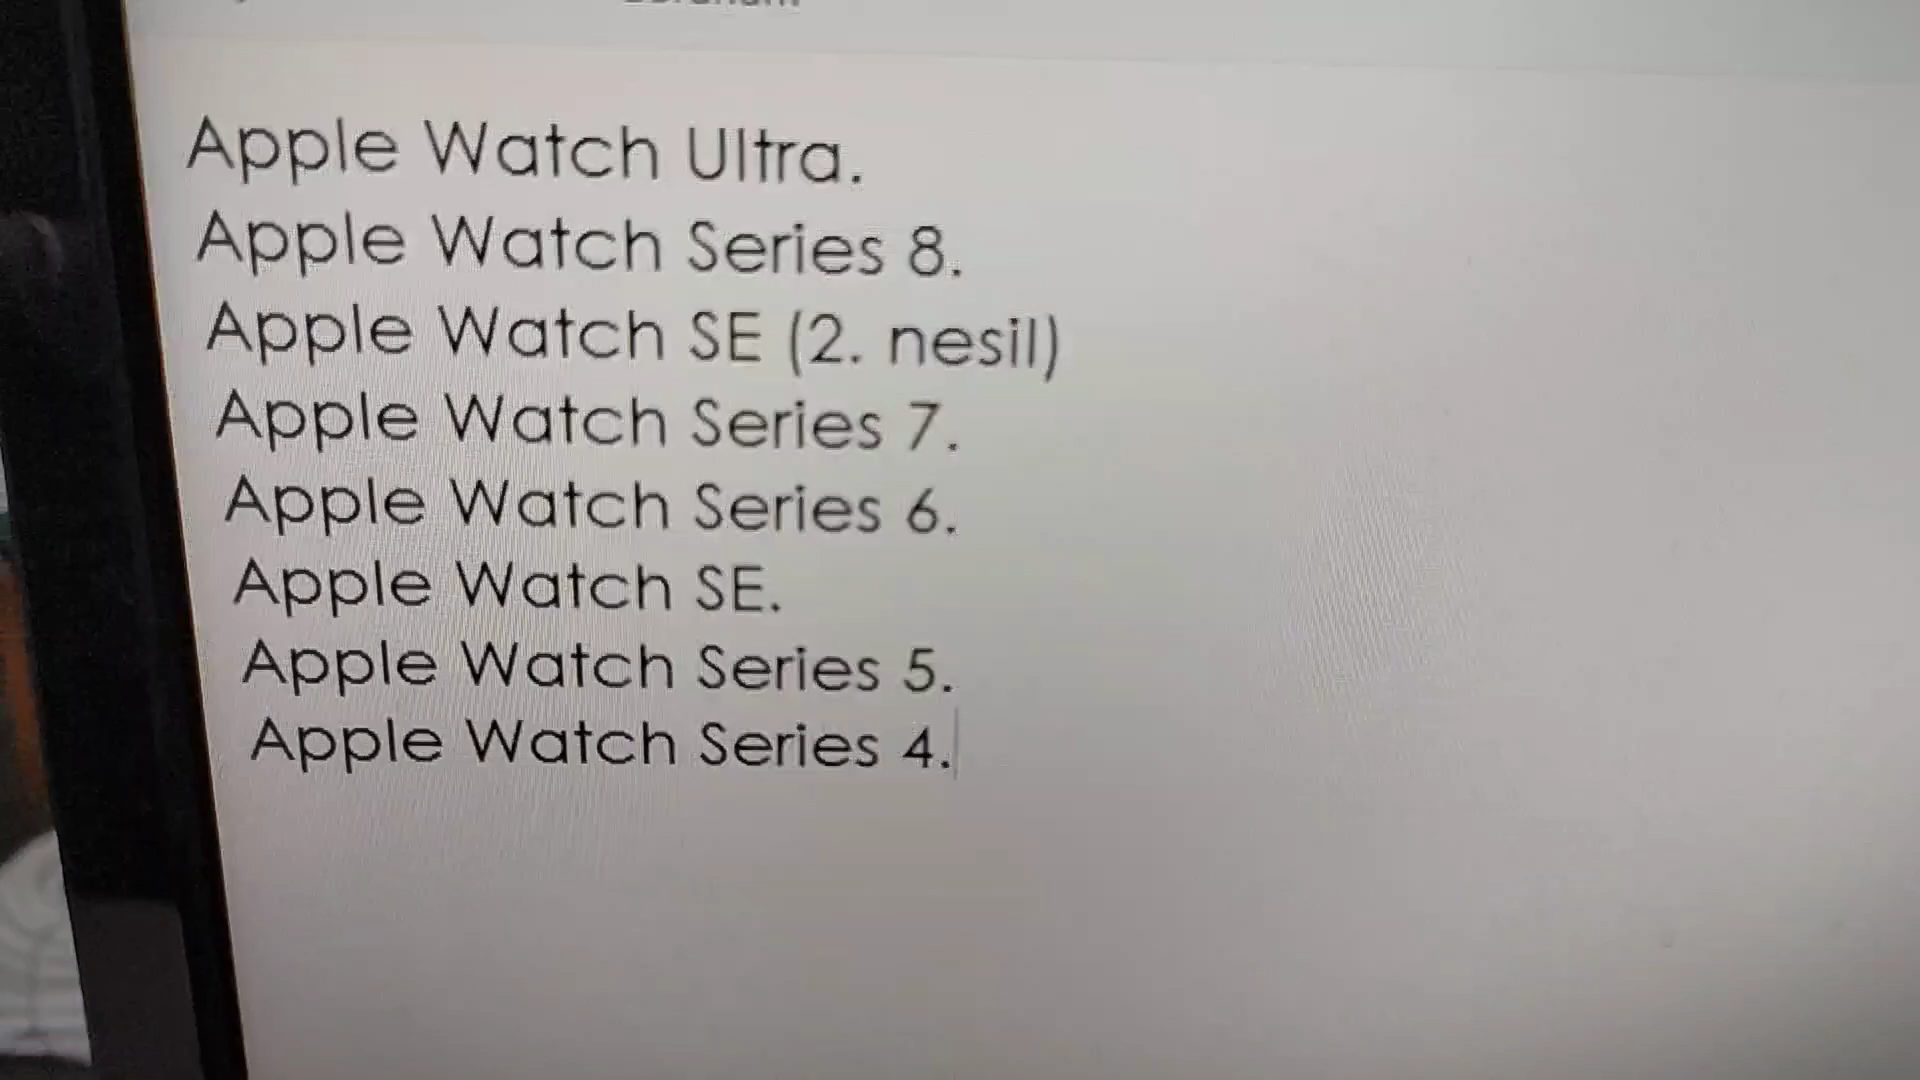 Apple Watch Ultra.
Apple Watch Series 8.
Apple Watch SE (2. nesil)
Apple Watch Series 7.
Apple Watch Series 6.
Apple Watch SE.
Apple Watch Series 5.
Apple Watch Series 4.